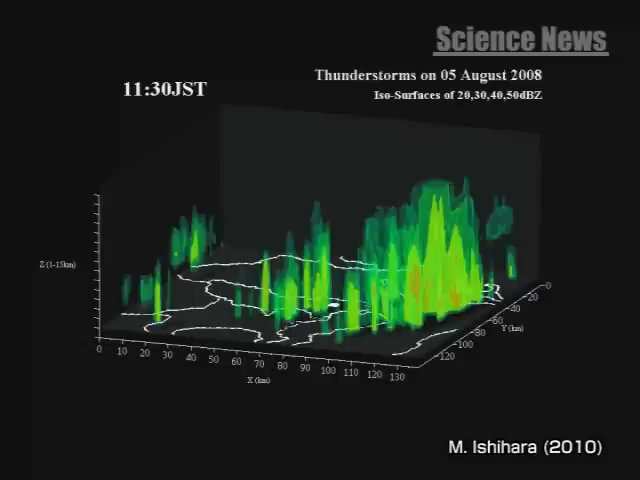 Science News
Thunderstorms on 05 August 2008
11:30JST
Iso-Surfaces of 20,30,40,50dBZ
Z (1-15km)
0 10 20 30 40 50 60 70 80 90 100 110 120 130
X (km)
0 -20 -40 -60 -80 -100 -120
Y (km)
M. Ishihara (2010)